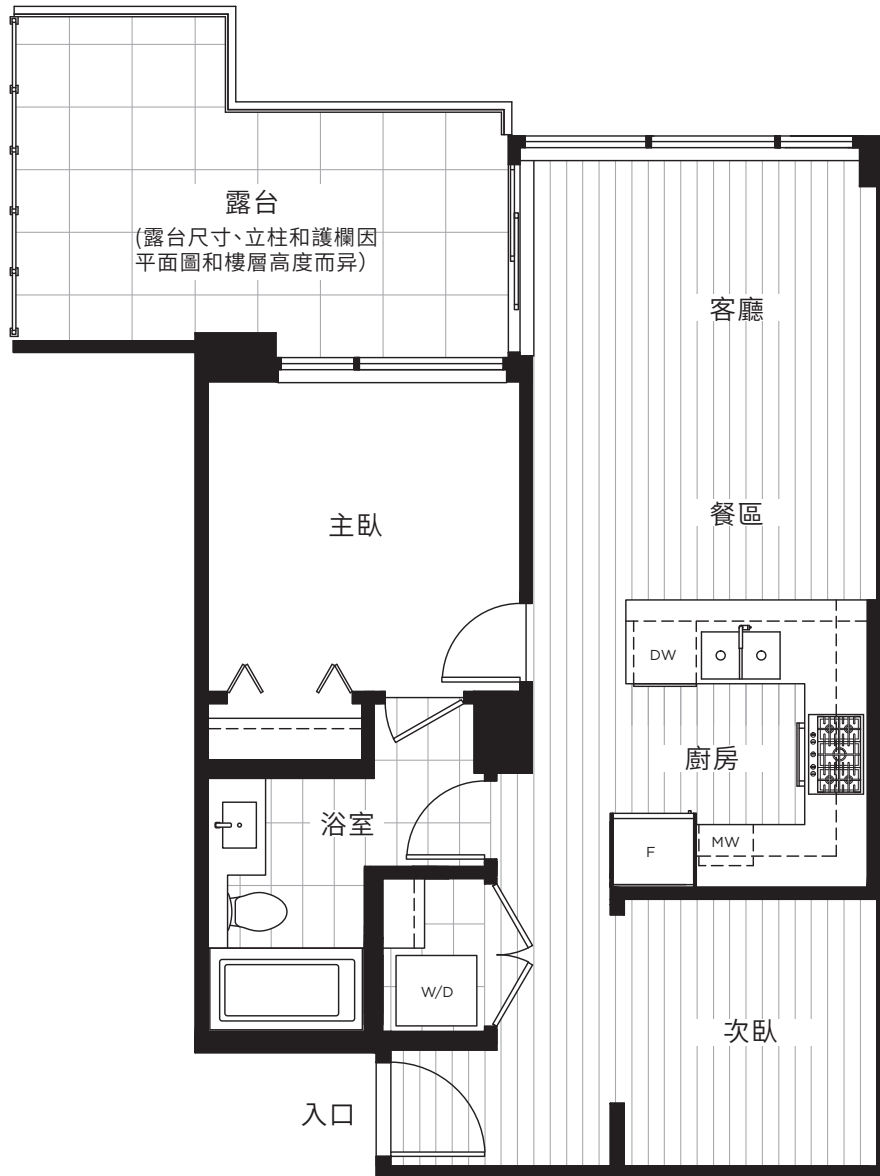 露台
(露台尺寸、立柱和護欄因
平面圖和樓層高度而异)
客廳
餐區
主臥
DW
廚房
浴室
MW
F
W/D
次臥
入口